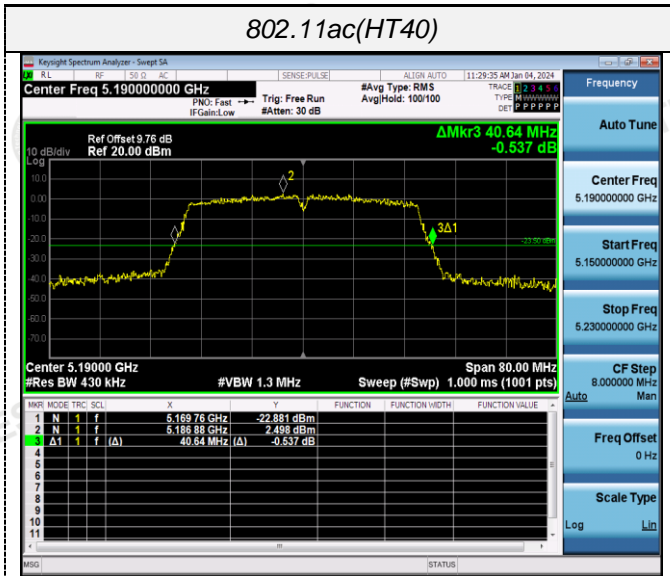 802.11ac(HT40)
Keysight Spectrum Analyzer - Swept SA
RL RF 50 Ω AC SENSE:PULSE ALIGN AUTO 11:29:35 AM Jan 04, 2024
Center Freq 5.190000000 GHz
PNO: Fast
IFGain:Low
Trig: Free Run
#Atten: 30 dB
#Avg Type: RMS
Avg|Hold: 100/100
TRACE 1 2 3 4 5 6
TYPE M W W W W W
DET P P P P P P
Frequency
Ref Offset 9.76 dB
10 dB/div Ref 20.00 dBm
Log
ΔMkr3 40.64 MHz
-0.537 dB
10.0
0.00
-10.0
-20.0
-30.0
-40.0
-50.0
-60.0
-70.0
2
3Δ1
-23.50 dBm
Center 5.19000 GHz Span 80.00 MHz
#Res BW 430 kHz #VBW 1.3 MHz Sweep (#Swp) 1.000 ms (1001 pts)
MKR MODE TRC SCL X Y FUNCTION FUNCTION WIDTH FUNCTION VALUE
1 N 1 f 5.169 76 GHz -22.881 dBm
2 N 1 f 5.186 88 GHz 2.498 dBm
3 Δ1 1 f (Δ) 40.64 MHz (Δ) -0.537 dB
4
5
6
7
8
9
10
11
Auto Tune
Center Freq
5.190000000 GHz
Start Freq
5.150000000 GHz
Stop Freq
5.230000000 GHz
CF Step
8.000000 MHz
Auto Man
Freq Offset
0 Hz
Scale Type
Log Lin
MSG STATUS